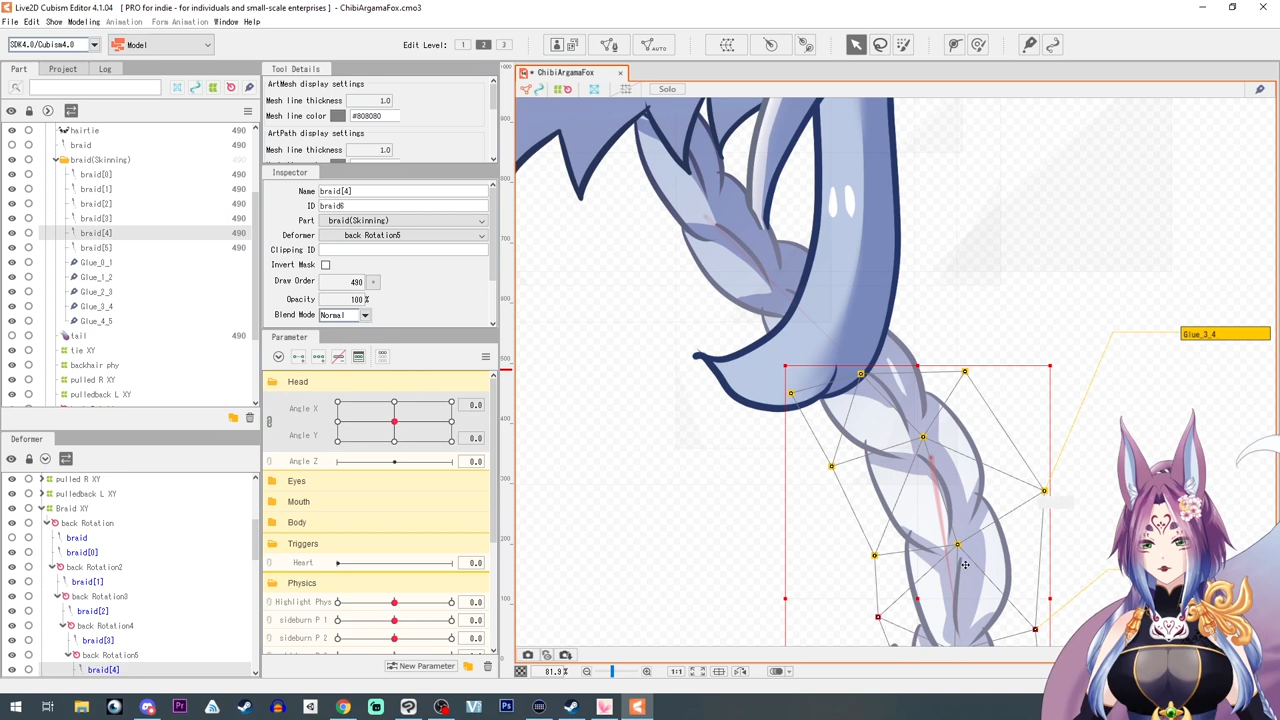 Live2D Cubism Editor 4.1.04 [ PRO for indie - for individuals and small-scale enterprises ] - ChibiArgamaFox.cmo3
File Edit Show Modeling Animation Form Animation Window Help
SDK4.0/Cubism4.0 Model Edit Level: 1 2 3 AUTO
Part Project Log
hairtie 490
braid 490
braid(Skinning) 490
braid[0] 490
braid[1] 490
braid[2] 490
braid[3] 490
braid[4] 490
braid[5] 490
Glue_0_1
Glue_1_2
Glue_2_3
Glue_3_4
Glue_4_5
tail 490
tie XY
backhair phy
pulled R XY
pulledback L XY
Deformer
pulled R XY
pulledback L XY
Braid XY
back Rotation
braid
braid[0]
back Rotation2
braid[1]
back Rotation3
braid[2]
back Rotation4
braid[3]
back Rotation5
braid[4]
Tool Details
ArtMesh display settings
Mesh line thickness 1.0
Mesh line color #808080
ArtPath display settings
Mesh line thickness 1.0
Inspector
Name braid[4]
ID braid6
Part braid(Skinning)
Deformer back Rotation5
Clipping ID
Invert Mask
Draw Order 490
Opacity 100 %
Blend Mode Normal
Parameter
Head
Angle X 0.0
Angle Y 0.0
Angle Z 0.0
Eyes
Mouth
Body
Triggers
Heart 0.0
Physics
Highlight Phys 0.0
sideburn P 1 0.0
sideburn P 2 0.0
New Parameter
* ChibiArgamaFox
Solo
Glue_3_4
81.9% 1:1